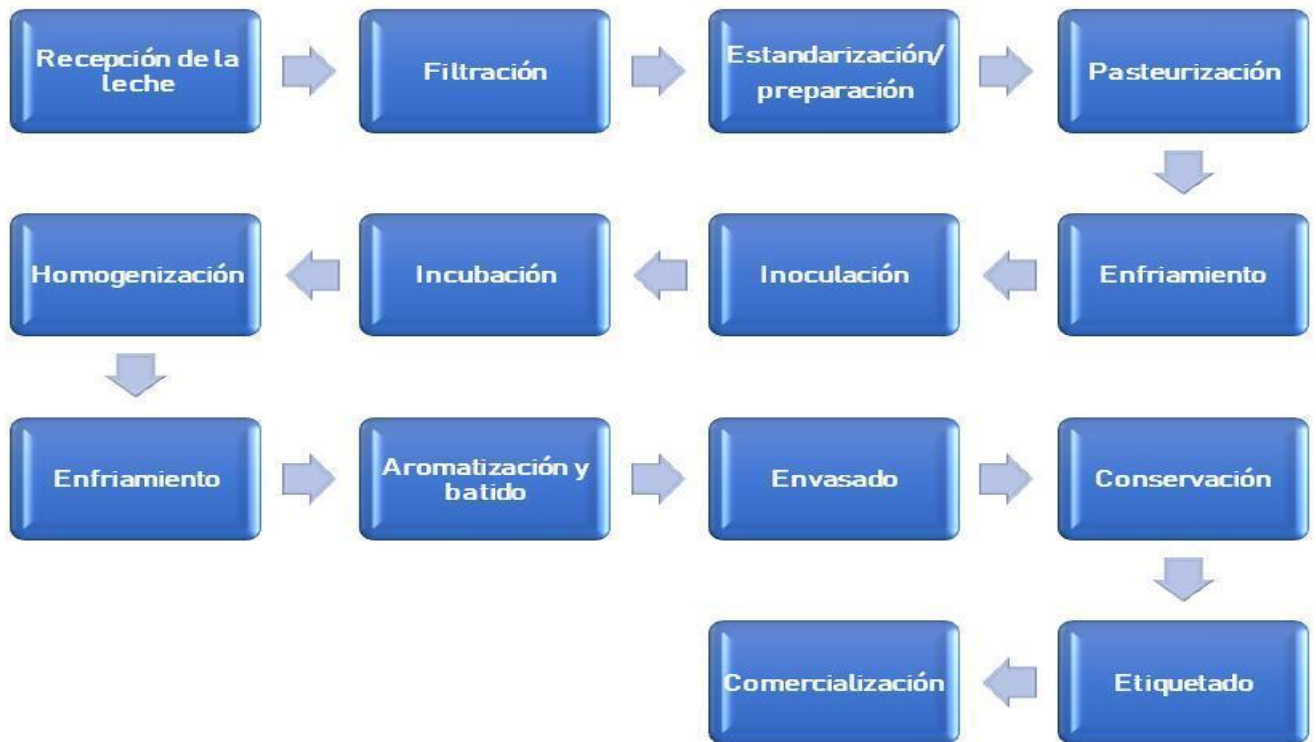 Recepción de la
leche
Filtración
Estandarización/
preparación
Pasteurización
Enfriamiento
Inoculación
Incubación
Homogenización
Enfriamiento
Aromatización y
batido
Envasado
Conservación
Etiquetado
Comercialización